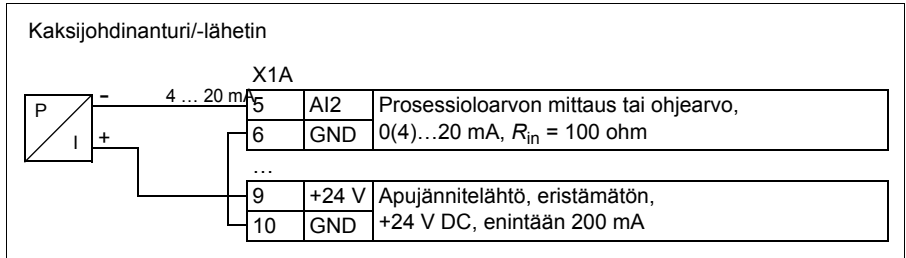 Kaksijohdinanturi/-lähetin
X1A
P
I
-
+
4 … 20 mA
5 AI2 Prosessioloarvon mittaus tai ohjearvo,
6 GND 0(4)…20 mA, Rin = 100 ohm
…
9 +24 V Apujännitelähtö, eristämätön,
10 GND +24 V DC, enintään 200 mA